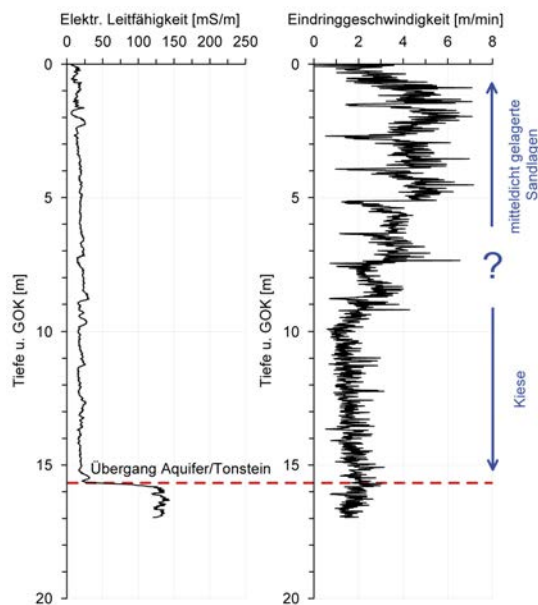 Elektr. Leitfähigkeit [mS/m]
0 50 100 150 200 250
0
5
10
15
20
Tiefe u. GOK [m]
Übergang Aquifer/Tonstein
Eindringgeschwindigkeit [m/min]
0 2 4 6 8
0
5
10
15
20
Tiefe u. GOK [m]
mitteldicht gelagerte
Sandlagen
?
Kiese